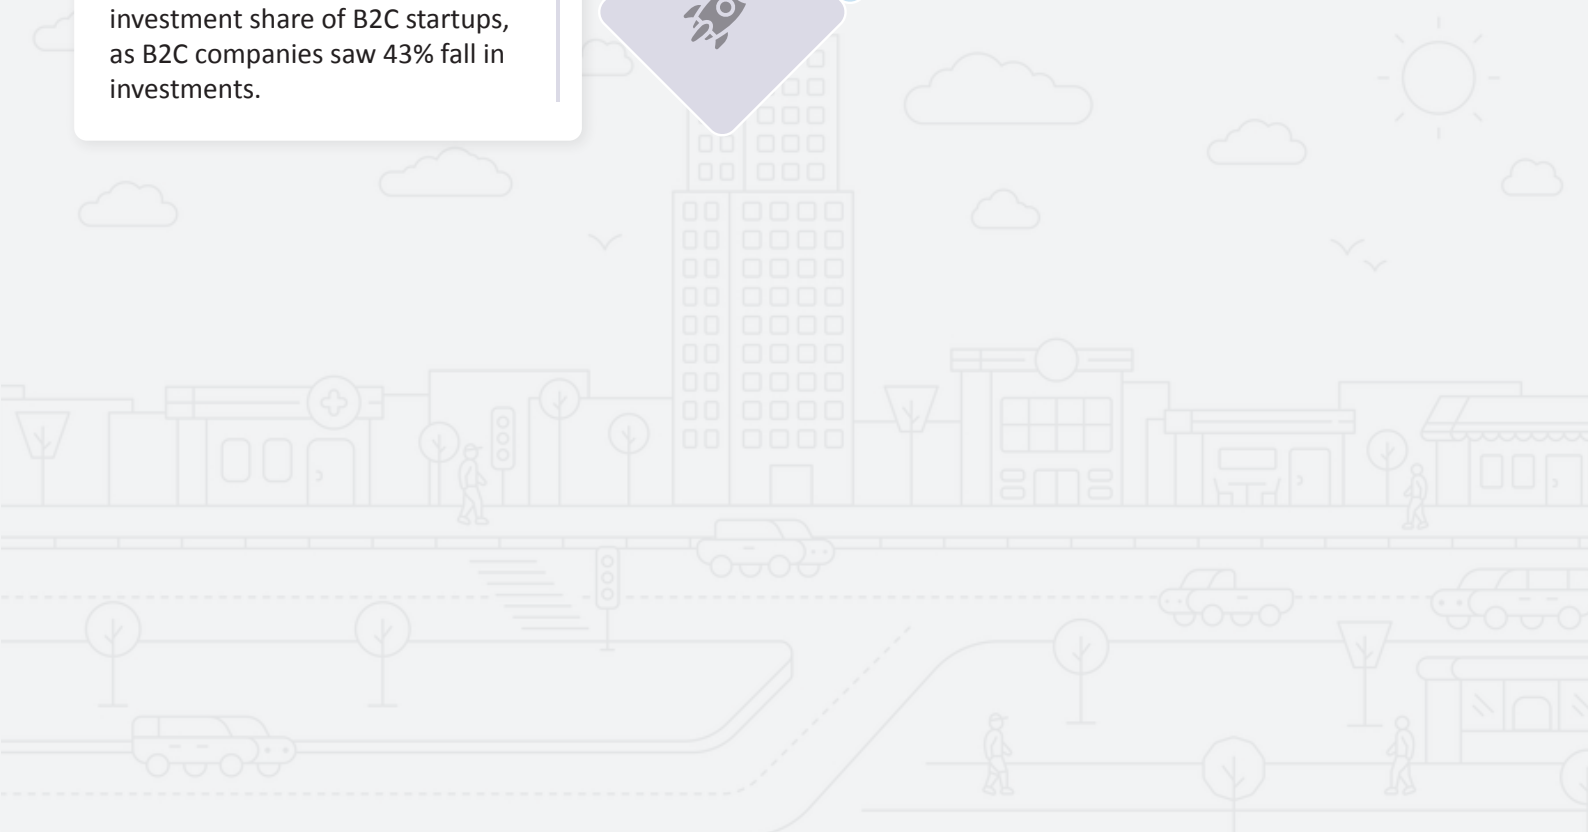 investment share of B2C startups,
as B2C companies saw 43% fall in
investments.